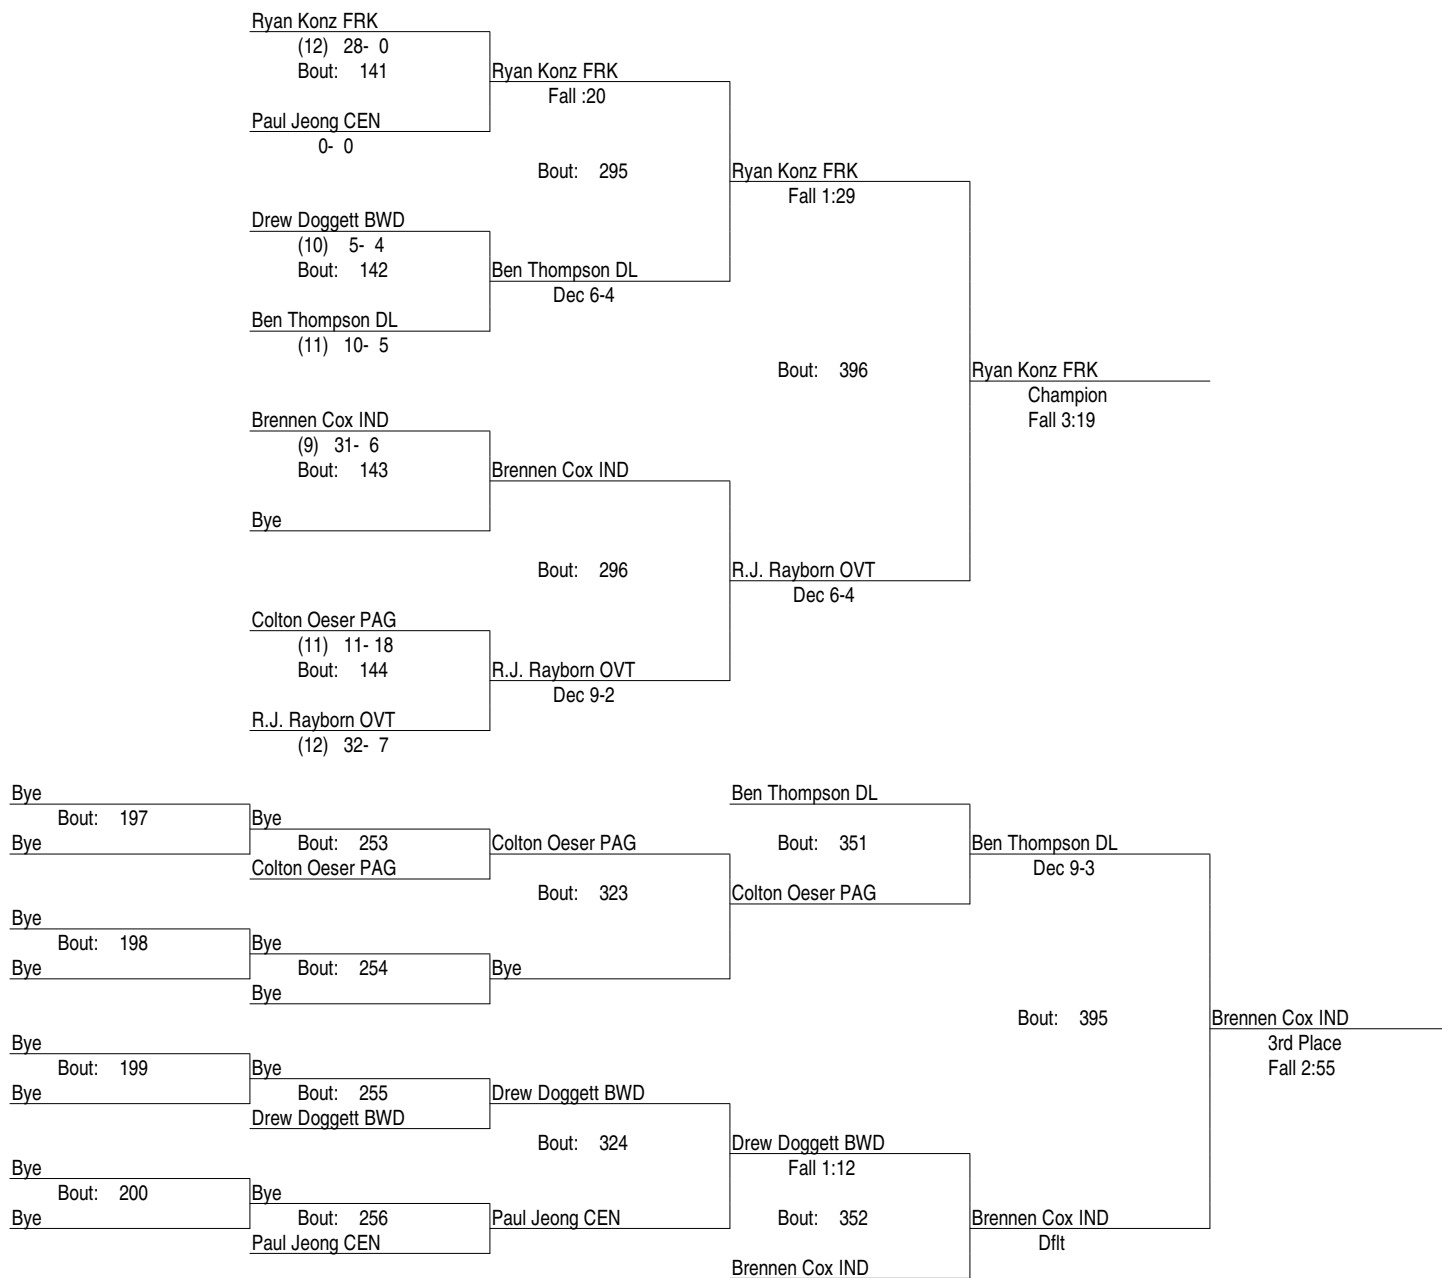 Ryan Konz FRK
(12) 28- 0
Bout: 141
Ryan Konz FRK
Fall :20
Paul Jeong CEN
0- 0
Bout: 295
Ryan Konz FRK
Fall 1:29
Drew Doggett BWD
(10) 5- 4
Bout: 142
Ben Thompson DL
Dec 6-4
Ben Thompson DL
(11) 10- 5
Bout: 396
Ryan Konz FRK
Champion
Fall 3:19
Brennen Cox IND
(9) 31- 6
Bout: 143
Brennen Cox IND
Bye
Bout: 296
R.J. Rayborn OVT
Dec 6-4
Colton Oeser PAG
(11) 11- 18
Bout: 144
R.J. Rayborn OVT
Dec 9-2
R.J. Rayborn OVT
(12) 32- 7
Bye
Bout: 197
Bye
Bye
Bout: 253
Colton Oeser PAG
Colton Oeser PAG
Bout: 323
Ben Thompson DL
Bout: 351
Colton Oeser PAG
Ben Thompson DL
Dec 9-3
Bye
Bout: 198
Bye
Bye
Bout: 254
Bye
Bye
Bout: 395
Brennen Cox IND
3rd Place
Fall 2:55
Bye
Bout: 199
Bye
Bye
Bout: 255
Drew Doggett BWD
Drew Doggett BWD
Bout: 324
Drew Doggett BWD
Fall 1:12
Bye
Bout: 200
Bye
Bye
Bout: 256
Paul Jeong CEN
Paul Jeong CEN
Bout: 352
Brennen Cox IND
Brennen Cox IND
Dflt